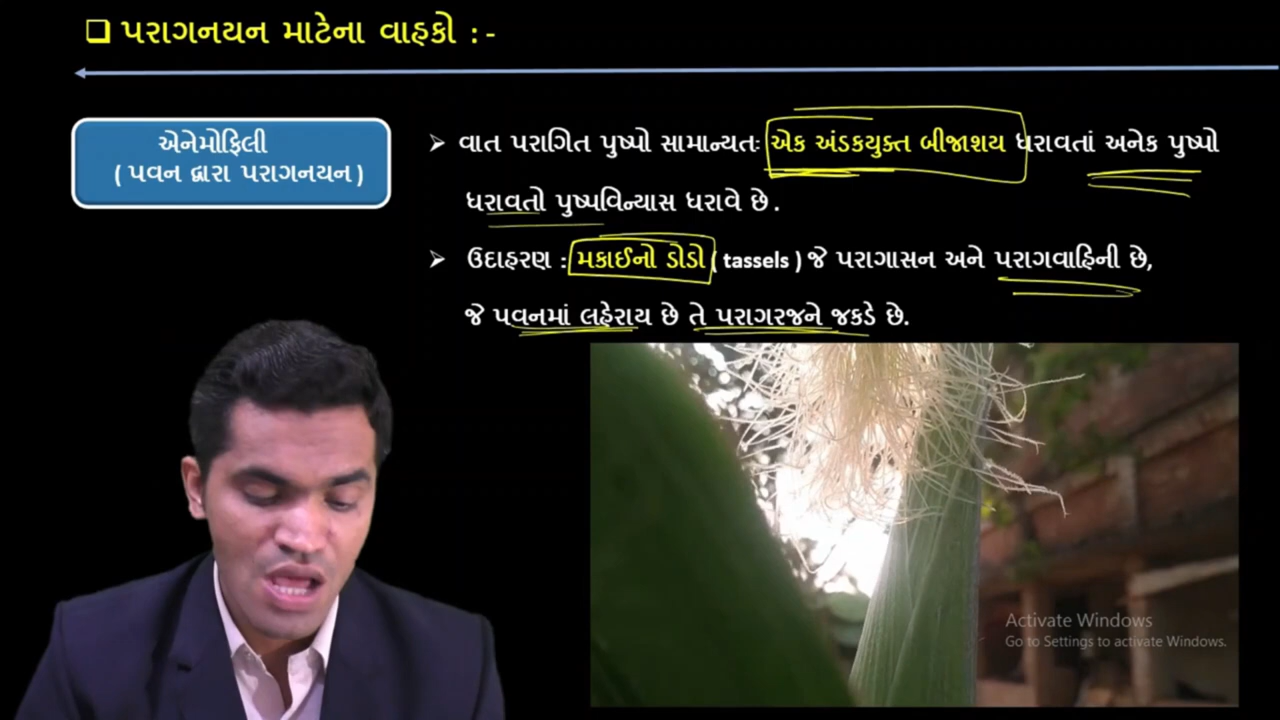 ❑ પરાગનયન માટેના વાહકો :-
એનેમોફિલી
( પવન દ્વારા પરાગનયન )
➢ વાત પરાગિત પુષ્પો સામાન્યતઃ એક અંડકયુક્ત બીજાશય ધરાવતાં અનેક પુષ્પો
ધરાવતો પુષ્પવિન્યાસ ધરાવે છે .
➢ ઉદાહરણ : મકાઈનો ડોડો ( tassels ) જે પરાગાસન અને પરાગવાહિની છે,
જે પવનમાં લહેરાય છે તે પરાગરજને જકડે છે.
Activate Windows
Go to Settings to activate Windows.